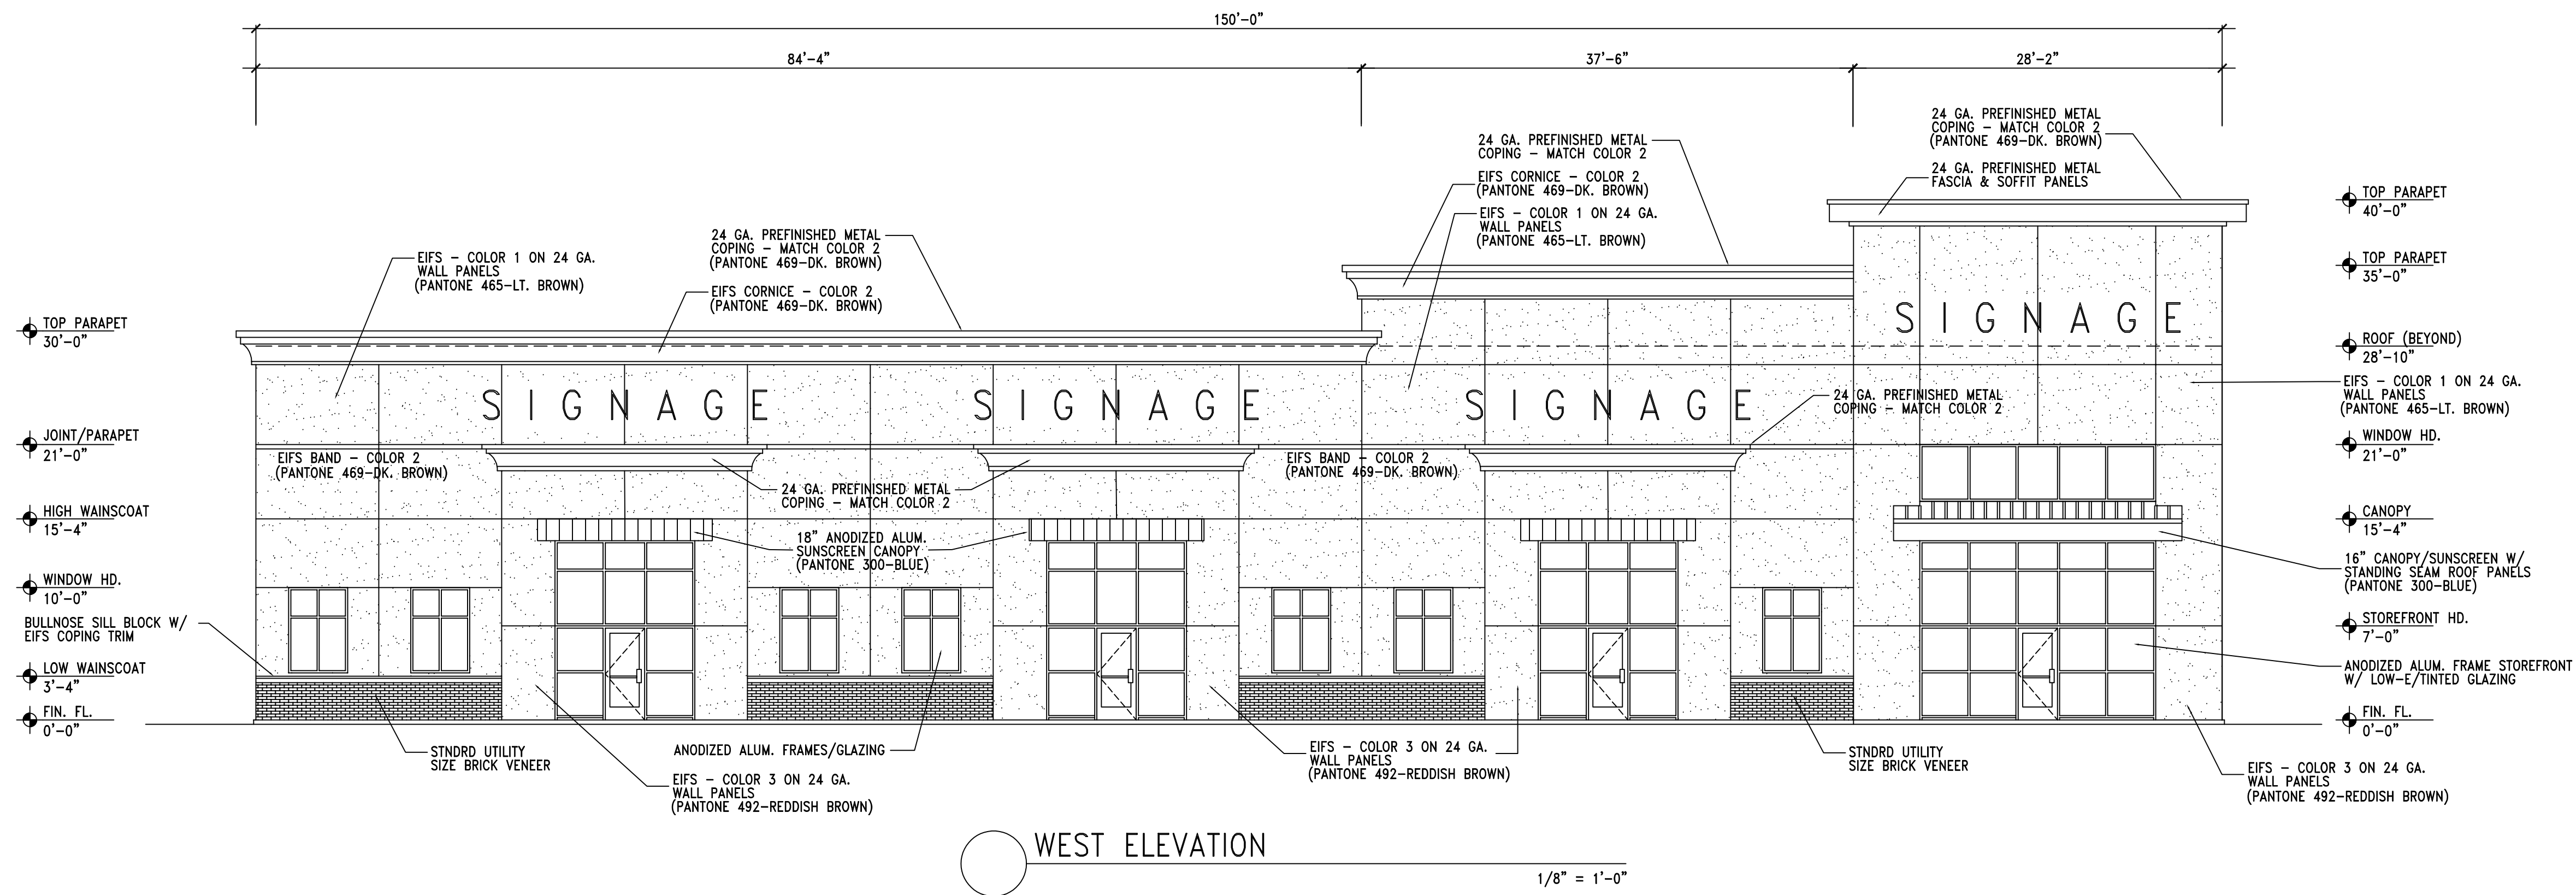 150'-0"
84'-4"
37'-6"
28'-2"
24 GA. PREFINISHED METAL
COPING - MATCH COLOR 2
(PANTONE 469-DK. BROWN)
24 GA. PREFINISHED METAL
FASCIA & SOFFIT PANELS
24 GA. PREFINISHED METAL
COPING - MATCH COLOR 2
EIFS CORNICE - COLOR 2
(PANTONE 469-DK. BROWN)
EIFS - COLOR 1 ON 24 GA.
WALL PANELS
(PANTONE 465-LT. BROWN)
24 GA. PREFINISHED METAL
COPING - MATCH COLOR 2
(PANTONE 469-DK. BROWN)
EIFS CORNICE - COLOR 2
(PANTONE 469-DK. BROWN)
EIFS - COLOR 1 ON 24 GA.
WALL PANELS
(PANTONE 465-LT. BROWN)
TOP PARAPET
30'-0"
JOINT/PARAPET
21'-0"
HIGH WAINSCOAT
15'-4"
WINDOW HD.
10'-0"
BULLNOSE SILL BLOCK W/
EIFS COPING TRIM
LOW WAINSCOAT
3'-4"
FIN. FL.
0'-0"
SIGNAGE
SIGNAGE
SIGNAGE
SIGNAGE
EIFS BAND - COLOR 2
(PANTONE 469-DK. BROWN)
24 GA. PREFINISHED METAL
COPING - MATCH COLOR 2
18" ANODIZED ALUM.
SUNSCREEN CANOPY
(PANTONE 300-BLUE)
EIFS BAND - COLOR 2
(PANTONE 469-DK. BROWN)
24 GA. PREFINISHED METAL
COPING - MATCH COLOR 2
TOP PARAPET
40'-0"
TOP PARAPET
35'-0"
ROOF (BEYOND)
28'-10"
EIFS - COLOR 1 ON 24 GA.
WALL PANELS
(PANTONE 465-LT. BROWN)
WINDOW HD.
21'-0"
CANOPY
15'-4"
16" CANOPY/SUNSCREEN W/
STANDING SEAM ROOF PANELS
(PANTONE 300-BLUE)
STOREFRONT HD.
7'-0"
ANODIZED ALUM. FRAME STOREFRONT
W/ LOW-E/TINTED GLAZING
FIN. FL.
0'-0"
STNDRD UTILITY
SIZE BRICK VENEER
ANODIZED ALUM. FRAMES/GLAZING
EIFS - COLOR 3 ON 24 GA.
WALL PANELS
(PANTONE 492-REDDISH BROWN)
EIFS - COLOR 3 ON 24 GA.
WALL PANELS
(PANTONE 492-REDDISH BROWN)
STNDRD UTILITY
SIZE BRICK VENEER
EIFS - COLOR 3 ON 24 GA.
WALL PANELS
(PANTONE 492-REDDISH BROWN)
WEST ELEVATION
1/8" = 1'-0"